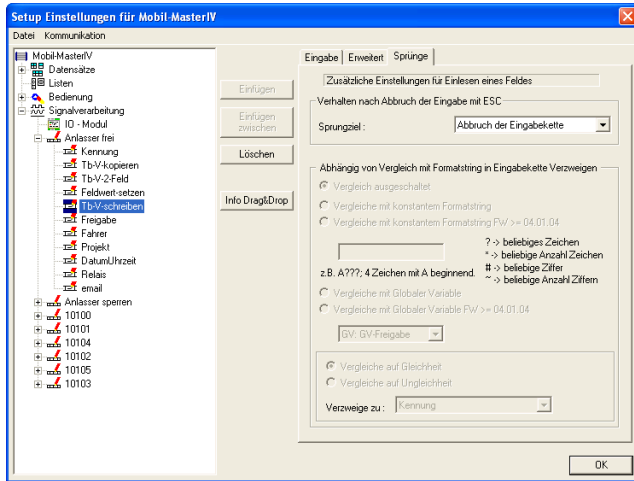 Setup Einstellungen für Mobil-MasterIV
Datei Kommunikation
Mobil-MasterIV
Datensätze
Listen
Bedienung
Signalverarbeitung
IO - Modul
Anlasser frei
Kennung
Tb-V-kopieren
Tb-V-2-Feld
Feldwert-setzen
Tb-V-schreiben
Freigabe
Fahrer
Projekt
DatumUhrzeit
Relais
email
Anlasser sperren
10100
10101
10104
10102
10105
10103
Einfügen
Einfügen
zwischen
Löschen
Info Drag&Drop
Eingabe Erweitert Sprünge
Zusätzliche Einstellungen für Einlesen eines Feldes
Verhalten nach Abbruch der Eingabe mit ESC
Sprungziel : Abbruch der Eingabekette
Abhängig von Vergleich mit Formatstring in Eingabekette Verzweigen
Vergleich ausgeschaltet
Vergleiche mit konstantem Formatstring
Vergleiche mit konstantem Formatstring FW >= 04.01.04
? -> beliebiges Zeichen
* -> beliebige Anzahl Zeichen
# -> beliebige Ziffer
~ -> beliebige Anzahl Ziffern
z.B. A???; 4 Zeichen mit A beginnend.
Vergleiche mit Globaler Variable
Vergleiche mit Globaler Variable FW >= 04.01.04
GV: GV-Freigabe
Vergleiche auf Gleichheit
Vergleiche auf Ungleichheit
Verzweige zu : Kennung
OK